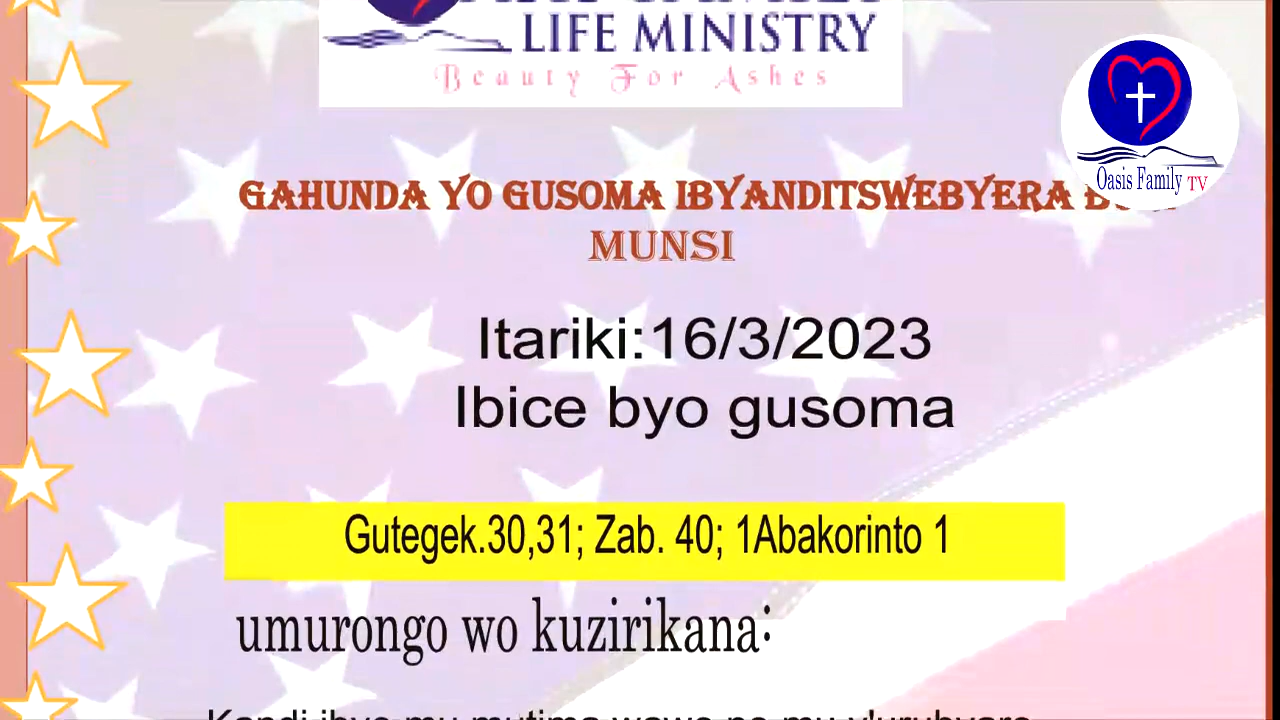 LIFE MINISTRY
Beauty For Ashes
Oasis Family TV
GAHUNDA YO GUSOMA IBYANDITSWEBYERA
MUNSI
Itariki:16/3/2023
Ibice byo gusoma
Gutegek.30,31; Zab. 40; 1Abakorinto 1
umurongo wo kuzirikana: